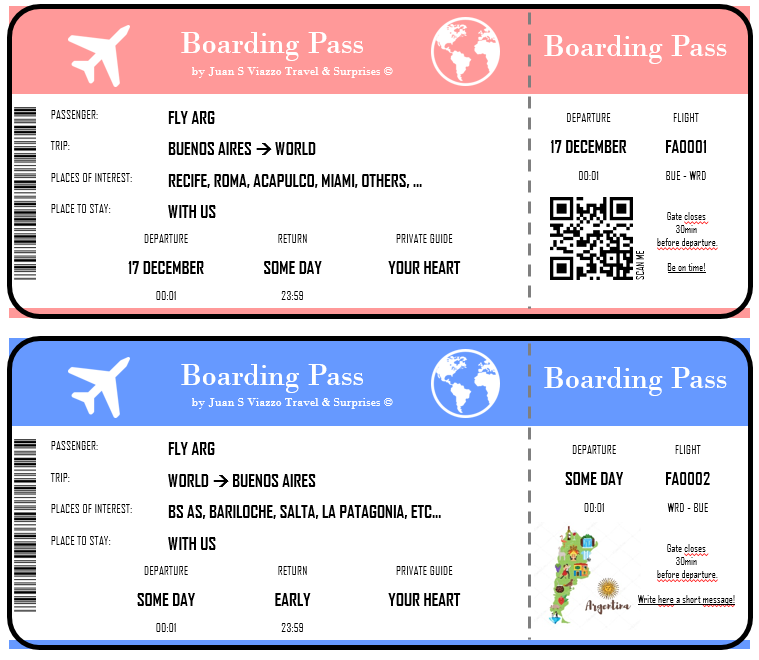 Boarding Pass
by Juan S Viazzo Travel & Surprises ©
PASSENGER:
FLY ARG
TRIP:
BUENOS AIRES → WORLD
PLACES OF INTEREST:
RECIFE, ROMA, ACAPULCO, MIAMI, OTHERS, ...
PLACE TO STAY:
WITH US
DEPARTURE RETURN PRIVATE GUIDE
17 DECEMBER SOME DAY YOUR HEART
00:01 23:59
Boarding Pass
DEPARTURE FLIGHT
17 DECEMBER FA0001
00:01 BUE - WRD
SCAN ME
Gate closes
30min
before departure.
Be on time!
Boarding Pass
by Juan S Viazzo Travel & Surprises ©
PASSENGER:
FLY ARG
TRIP:
WORLD → BUENOS AIRES
PLACES OF INTEREST:
BS AS, BARILOCHE, SALTA, LA PATAGONIA, ETC...
PLACE TO STAY:
WITH US
DEPARTURE RETURN PRIVATE GUIDE
SOME DAY EARLY YOUR HEART
00:01 23:59
Boarding Pass
DEPARTURE FLIGHT
SOME DAY FA0002
00:01 WRD - BUE
Argentina
Gate closes
30min
before departure.
Write here a short message!